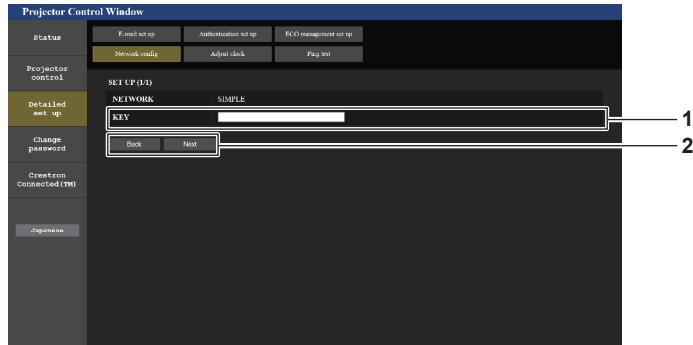 Projector Control Window
Status
E-mail set up
Authentication set up
ECO management set up
Network config
Adjust clock
Ping test
Projector
control
SET UP (1/1)
NETWORK SIMPLE
Detailed
set up
KEY
1
Back Next
2
Change
password
Crestron
Connected(TM)
Japanese